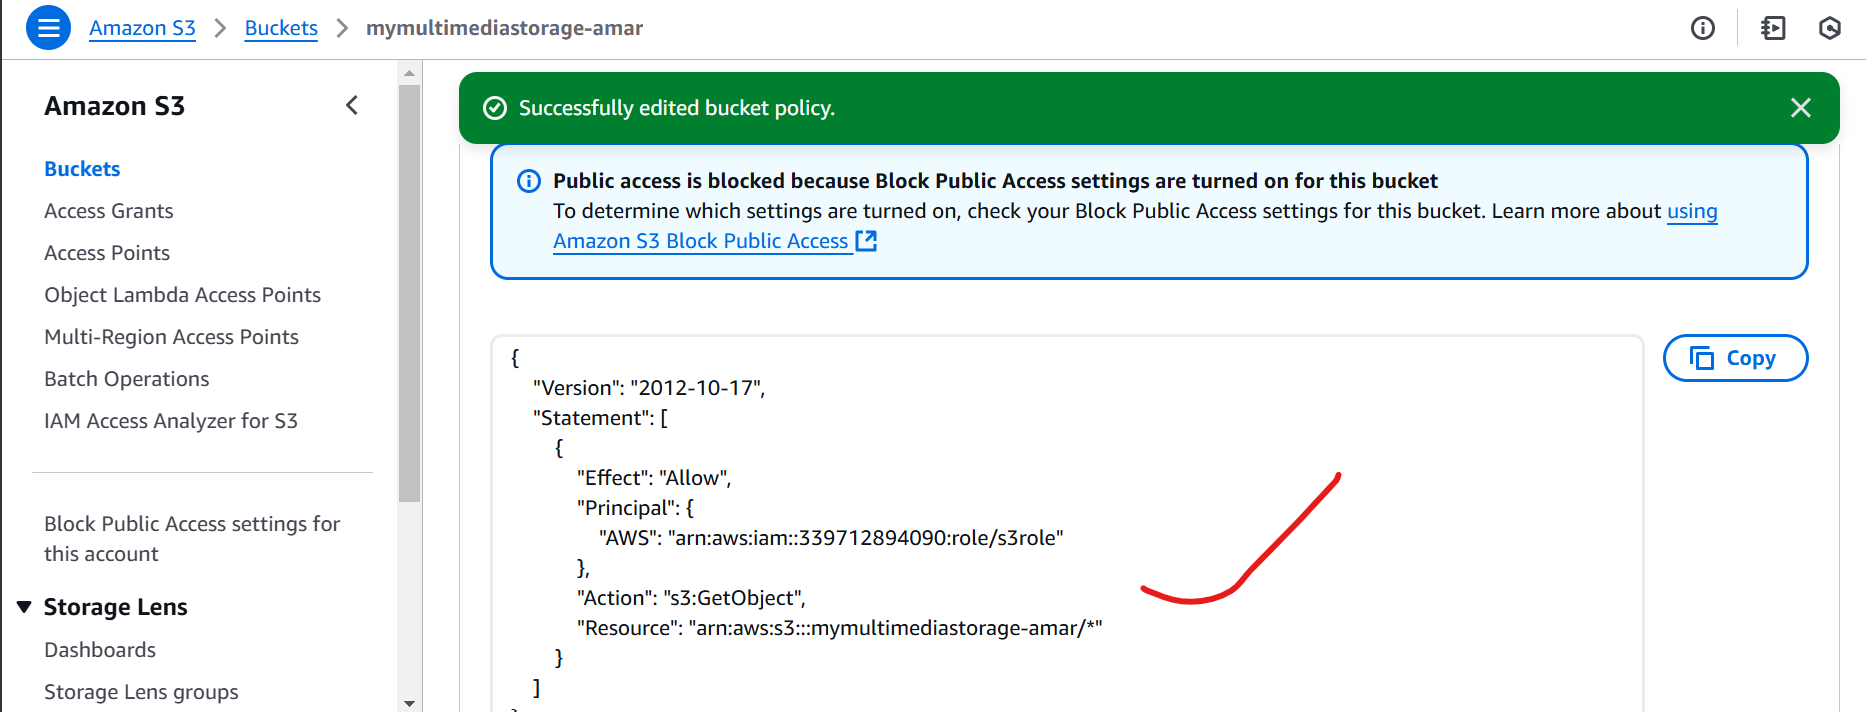 Amazon S3 > Buckets > mymultimediastorage-amar
Amazon S3
Buckets
Access Grants
Access Points
Object Lambda Access Points
Multi-Region Access Points
Batch Operations
IAM Access Analyzer for S3
Block Public Access settings for
this account
Storage Lens
Dashboards
Storage Lens groups
Successfully edited bucket policy.
Public access is blocked because Block Public Access settings are turned on for this bucket
To determine which settings are turned on, check your Block Public Access settings for this bucket. Learn more about using
Amazon S3 Block Public Access
Copy
{
"Version": "2012-10-17",
"Statement": [
{
"Effect": "Allow",
"Principal": {
"AWS": "arn:aws:iam::339712894090:role/s3role"
},
"Action": "s3:GetObject",
"Resource": "arn:aws:s3:::mymultimediastorage-amar/*"
}
]